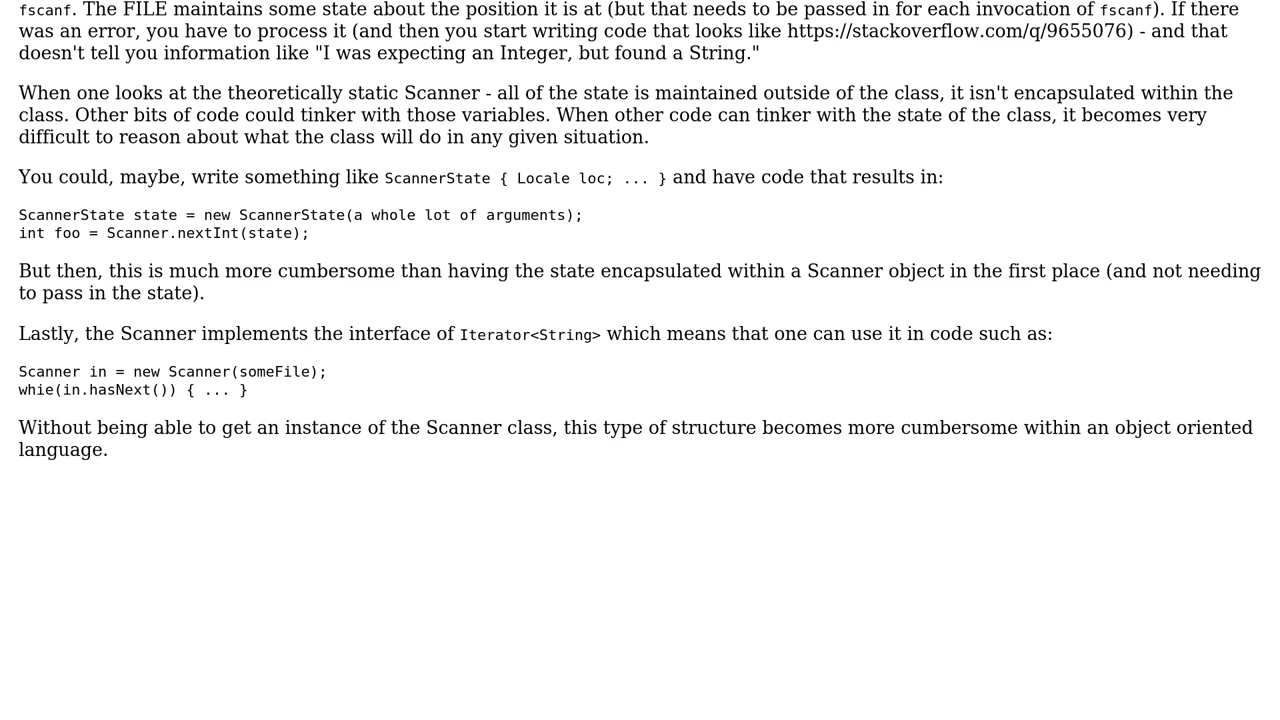 fscanf. The FILE maintains some state about the position it is at (but that needs to be passed in for each invocation of fscanf). If there
was an error, you have to process it (and then you start writing code that looks like https://stackoverflow.com/q/9655076) - and that
doesn't tell you information like "I was expecting an Integer, but found a String."
When one looks at the theoretically static Scanner - all of the state is maintained outside of the class, it isn't encapsulated within the
class. Other bits of code could tinker with those variables. When other code can tinker with the state of the class, it becomes very
difficult to reason about what the class will do in any given situation.
You could, maybe, write something like ScannerState { Locale loc; ... } and have code that results in:
ScannerState state = new ScannerState(a whole lot of arguments);
int foo = Scanner.nextInt(state);
But then, this is much more cumbersome than having the state encapsulated within a Scanner object in the first place (and not needing
to pass in the state).
Lastly, the Scanner implements the interface of Iterator<String> which means that one can use it in code such as:
Scanner in = new Scanner(someFile);
whie(in.hasNext()) { ... }
Without being able to get an instance of the Scanner class, this type of structure becomes more cumbersome within an object oriented
language.